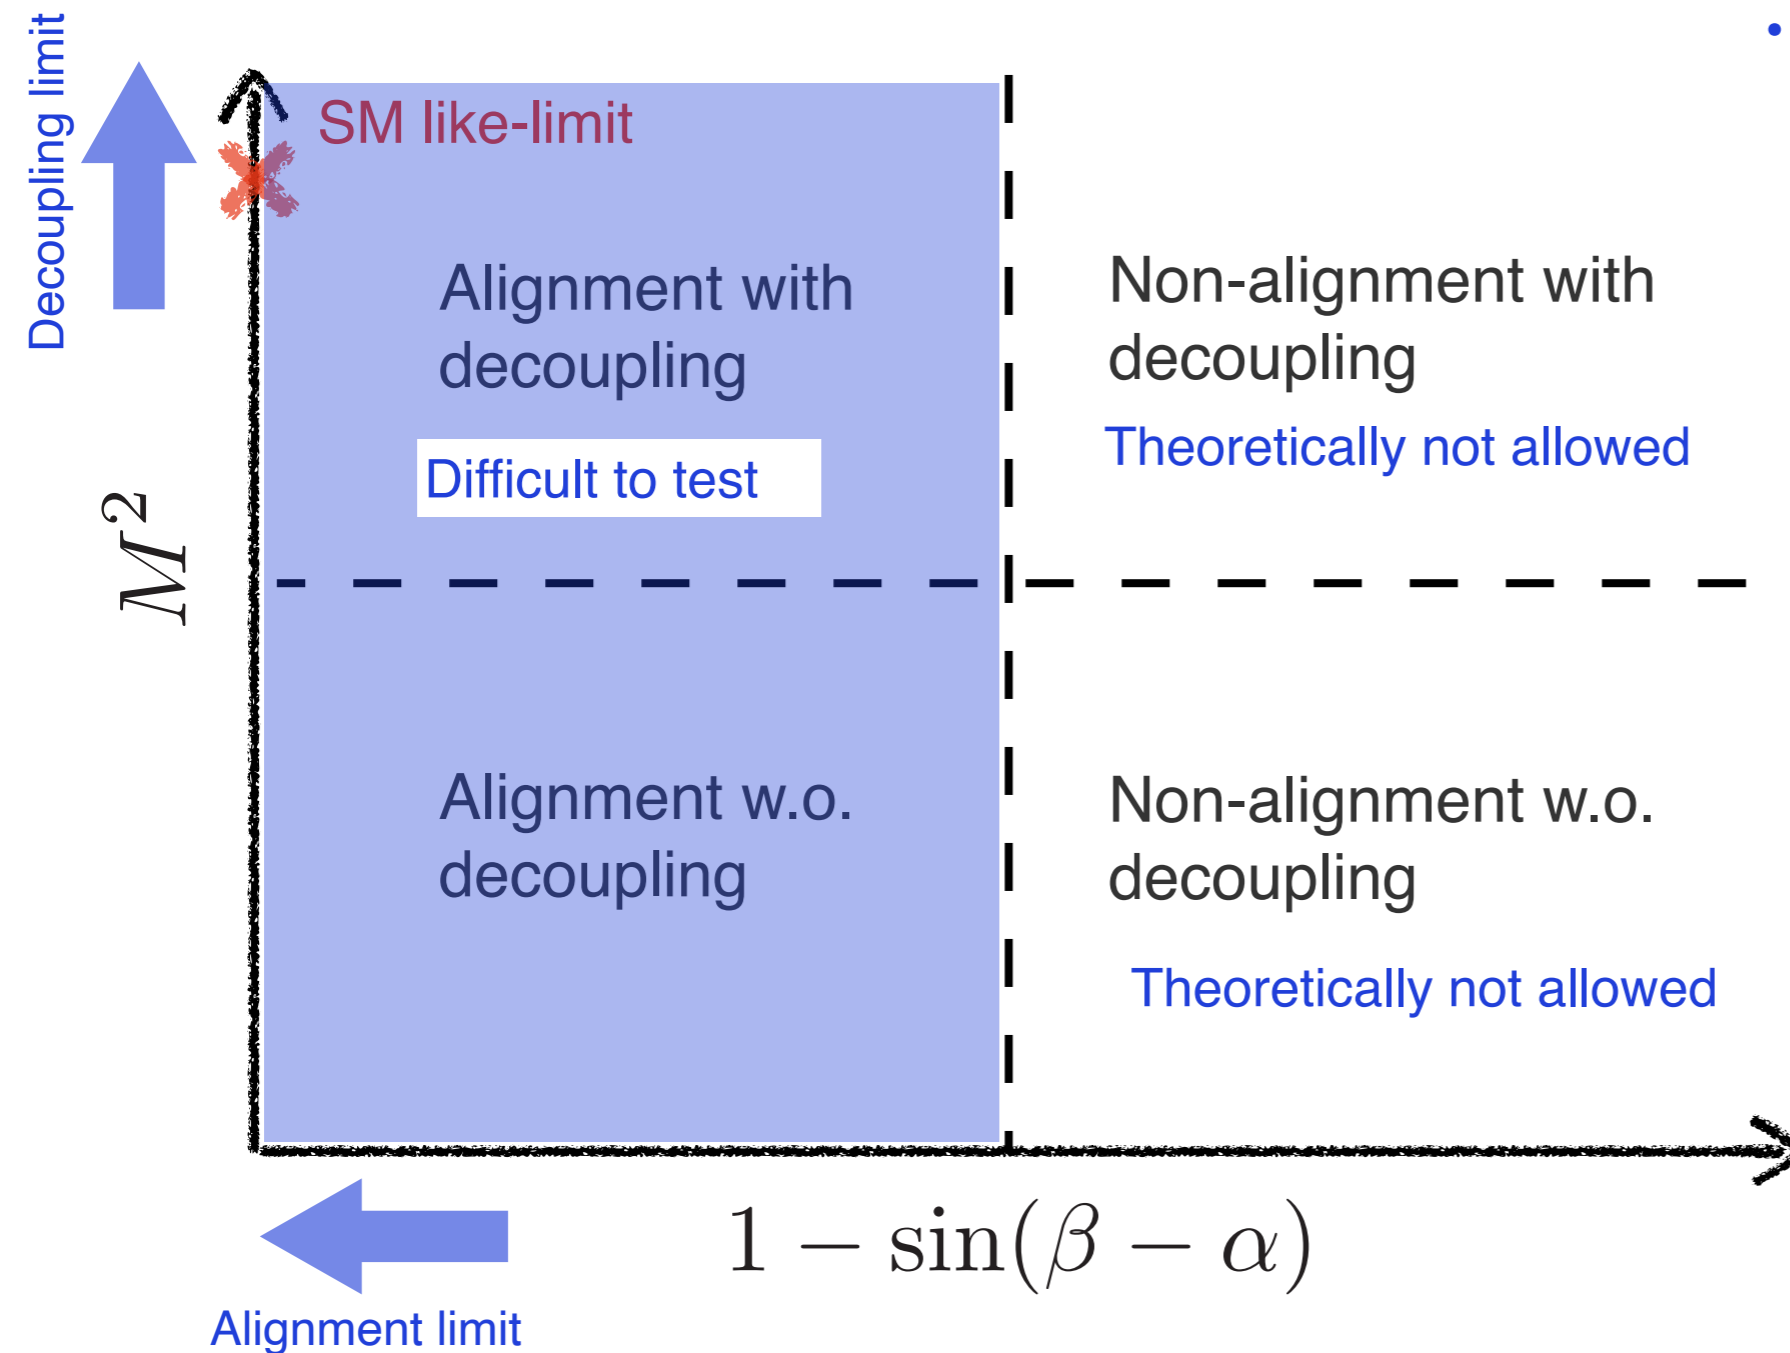 Decoupling limit
SM like-limit
Alignment with
decoupling
Difficult to test
Non-alignment with
decoupling
Theoretically not allowed
M²
Alignment w.o.
decoupling
Non-alignment w.o.
decoupling
Theoretically not allowed
1 − sin(β − α)
Alignment limit